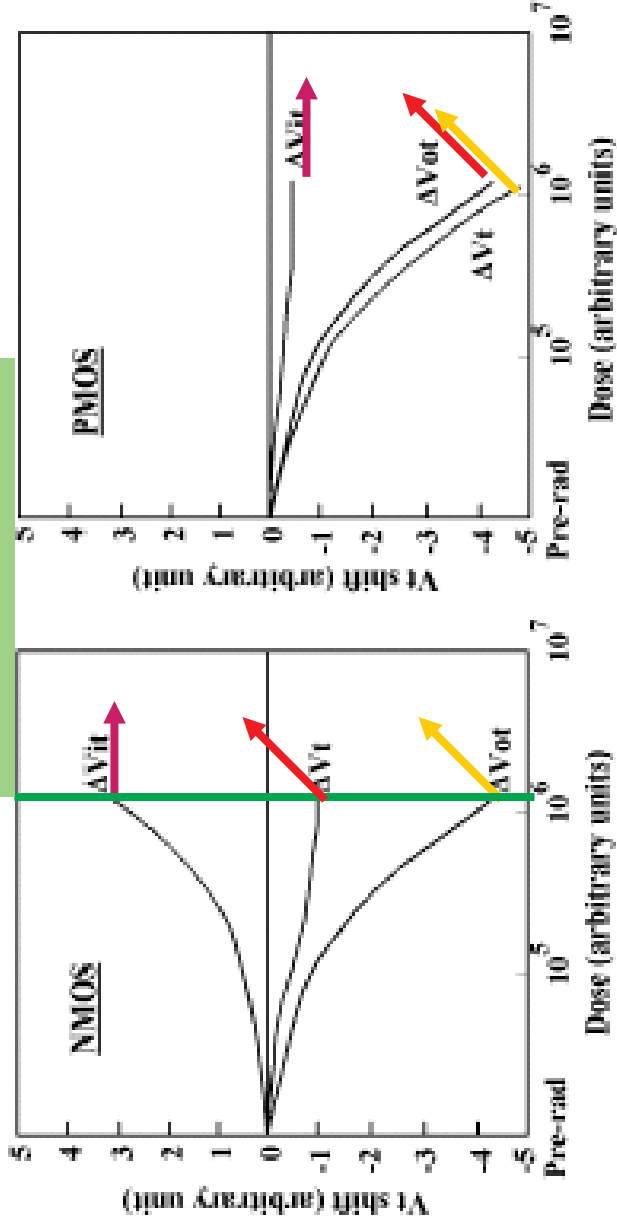 Vt shift (arbitrary unit)
5
4
3
2
1
0
-1
-2
-3
-4
-5
NMOS
ΔVit
ΔVt
ΔVot
Pre-rad
10^5
10^6
10^7
Dose (arbitrary units)
Vt shift (arbitrary unit)
5
4
3
2
1
0
-1
-2
-3
-4
-5
PMOS
ΔVit
ΔVot
ΔVt
Pre-rad
10^5
10^6
10^7
Dose (arbitrary units)